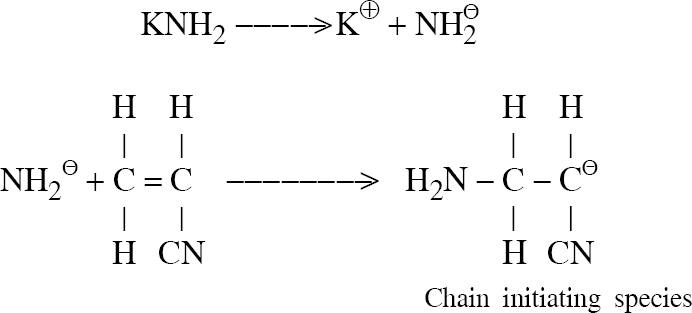 KNH₂ -----> K⊕ + NH₂⊖
H H H H
| | | |
NH₂⊖ + C = C --------> H₂N – C – C⊖
| | | |
H CN H CN
Chain initiating species